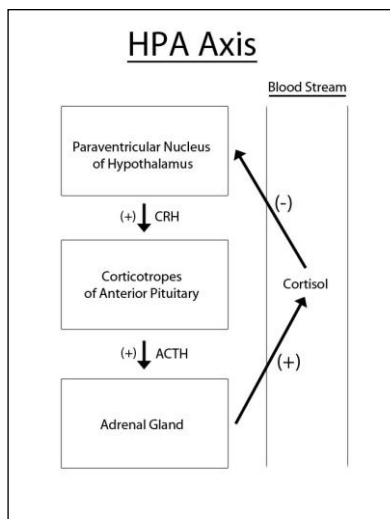 HPA Axis
Blood Stream
Paraventricular Nucleus
of Hypothalamus
(-)
(+) CRH
Corticotropes
of Anterior Pituitary
Cortisol
(+) ACTH
(+)
Adrenal Gland